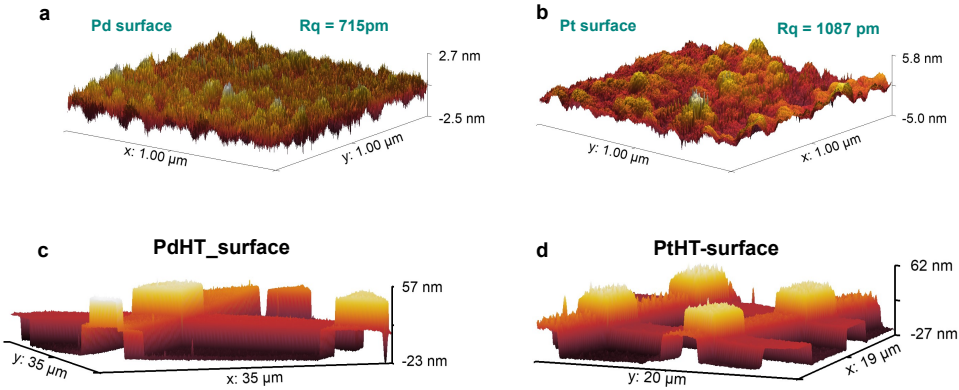 a
Pd surface
Rq = 715pm
2.7 nm
-2.5 nm
x: 1.00 µm
y: 1.00 µm
b
Pt surface
Rq = 1087 pm
5.8 nm
-5.0 nm
y: 1.00 µm
x: 1.00 µm
c
PdHT_surface
57 nm
-23 nm
y: 35 µm
x: 35 µm
d
PtHT-surface
62 nm
-27 nm
y: 20 µm
x: 19 µm